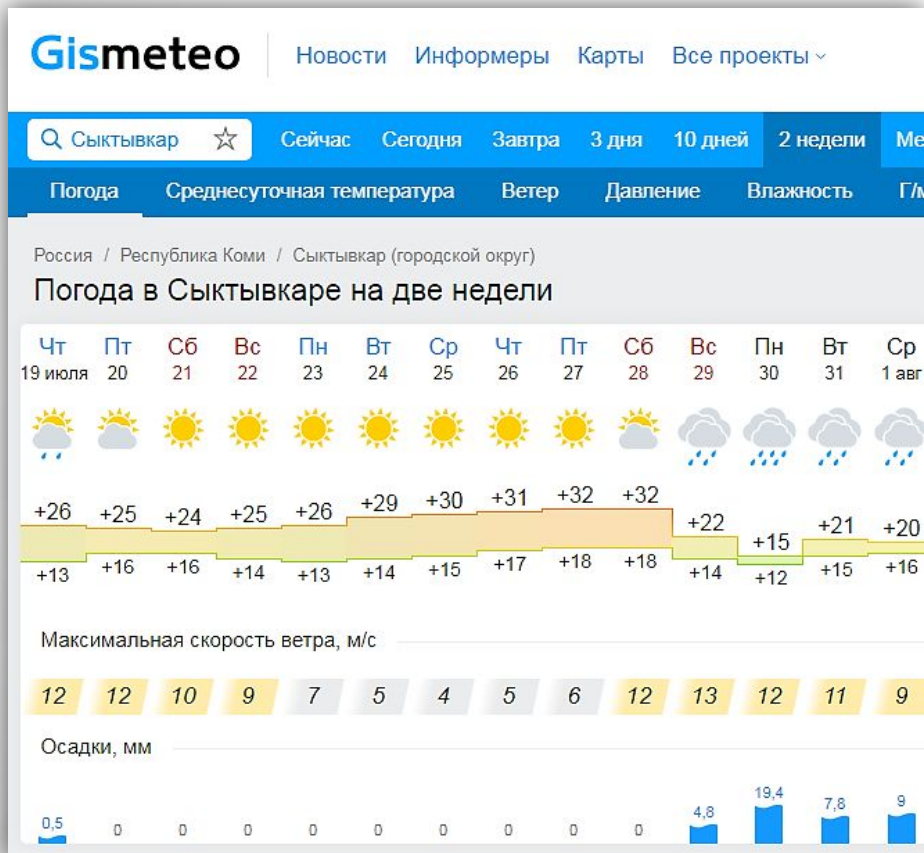 Gismeteo Новости Информеры Карты Все проекты
Сыктывкар Сейчас Сегодня Завтра 3 дня 10 дней 2 недели Ме
Погода Среднесуточная температура Ветер Давление Влажность Г/м
Россия / Республика Коми / Сыктывкар (городской округ)
Погода в Сыктывкаре на две недели
Чт Пт Сб Вс Пн Вт Ср Чт Пт Сб Вс Пн Вт Ср
19 июля 20 21 22 23 24 25 26 27 28 29 30 31 1 авг
+26 +25 +24 +25 +26 +29 +30 +31 +32 +32 +22 +15 +21 +20
+13 +16 +16 +14 +13 +14 +15 +17 +18 +18 +14 +12 +15 +16
Максимальная скорость ветра, м/с
12 12 10 9 7 5 4 5 6 12 13 12 11 9
Осадки, мм
0,5 0 0 0 0 0 0 0 0 0 4,8 19,4 7,8 9